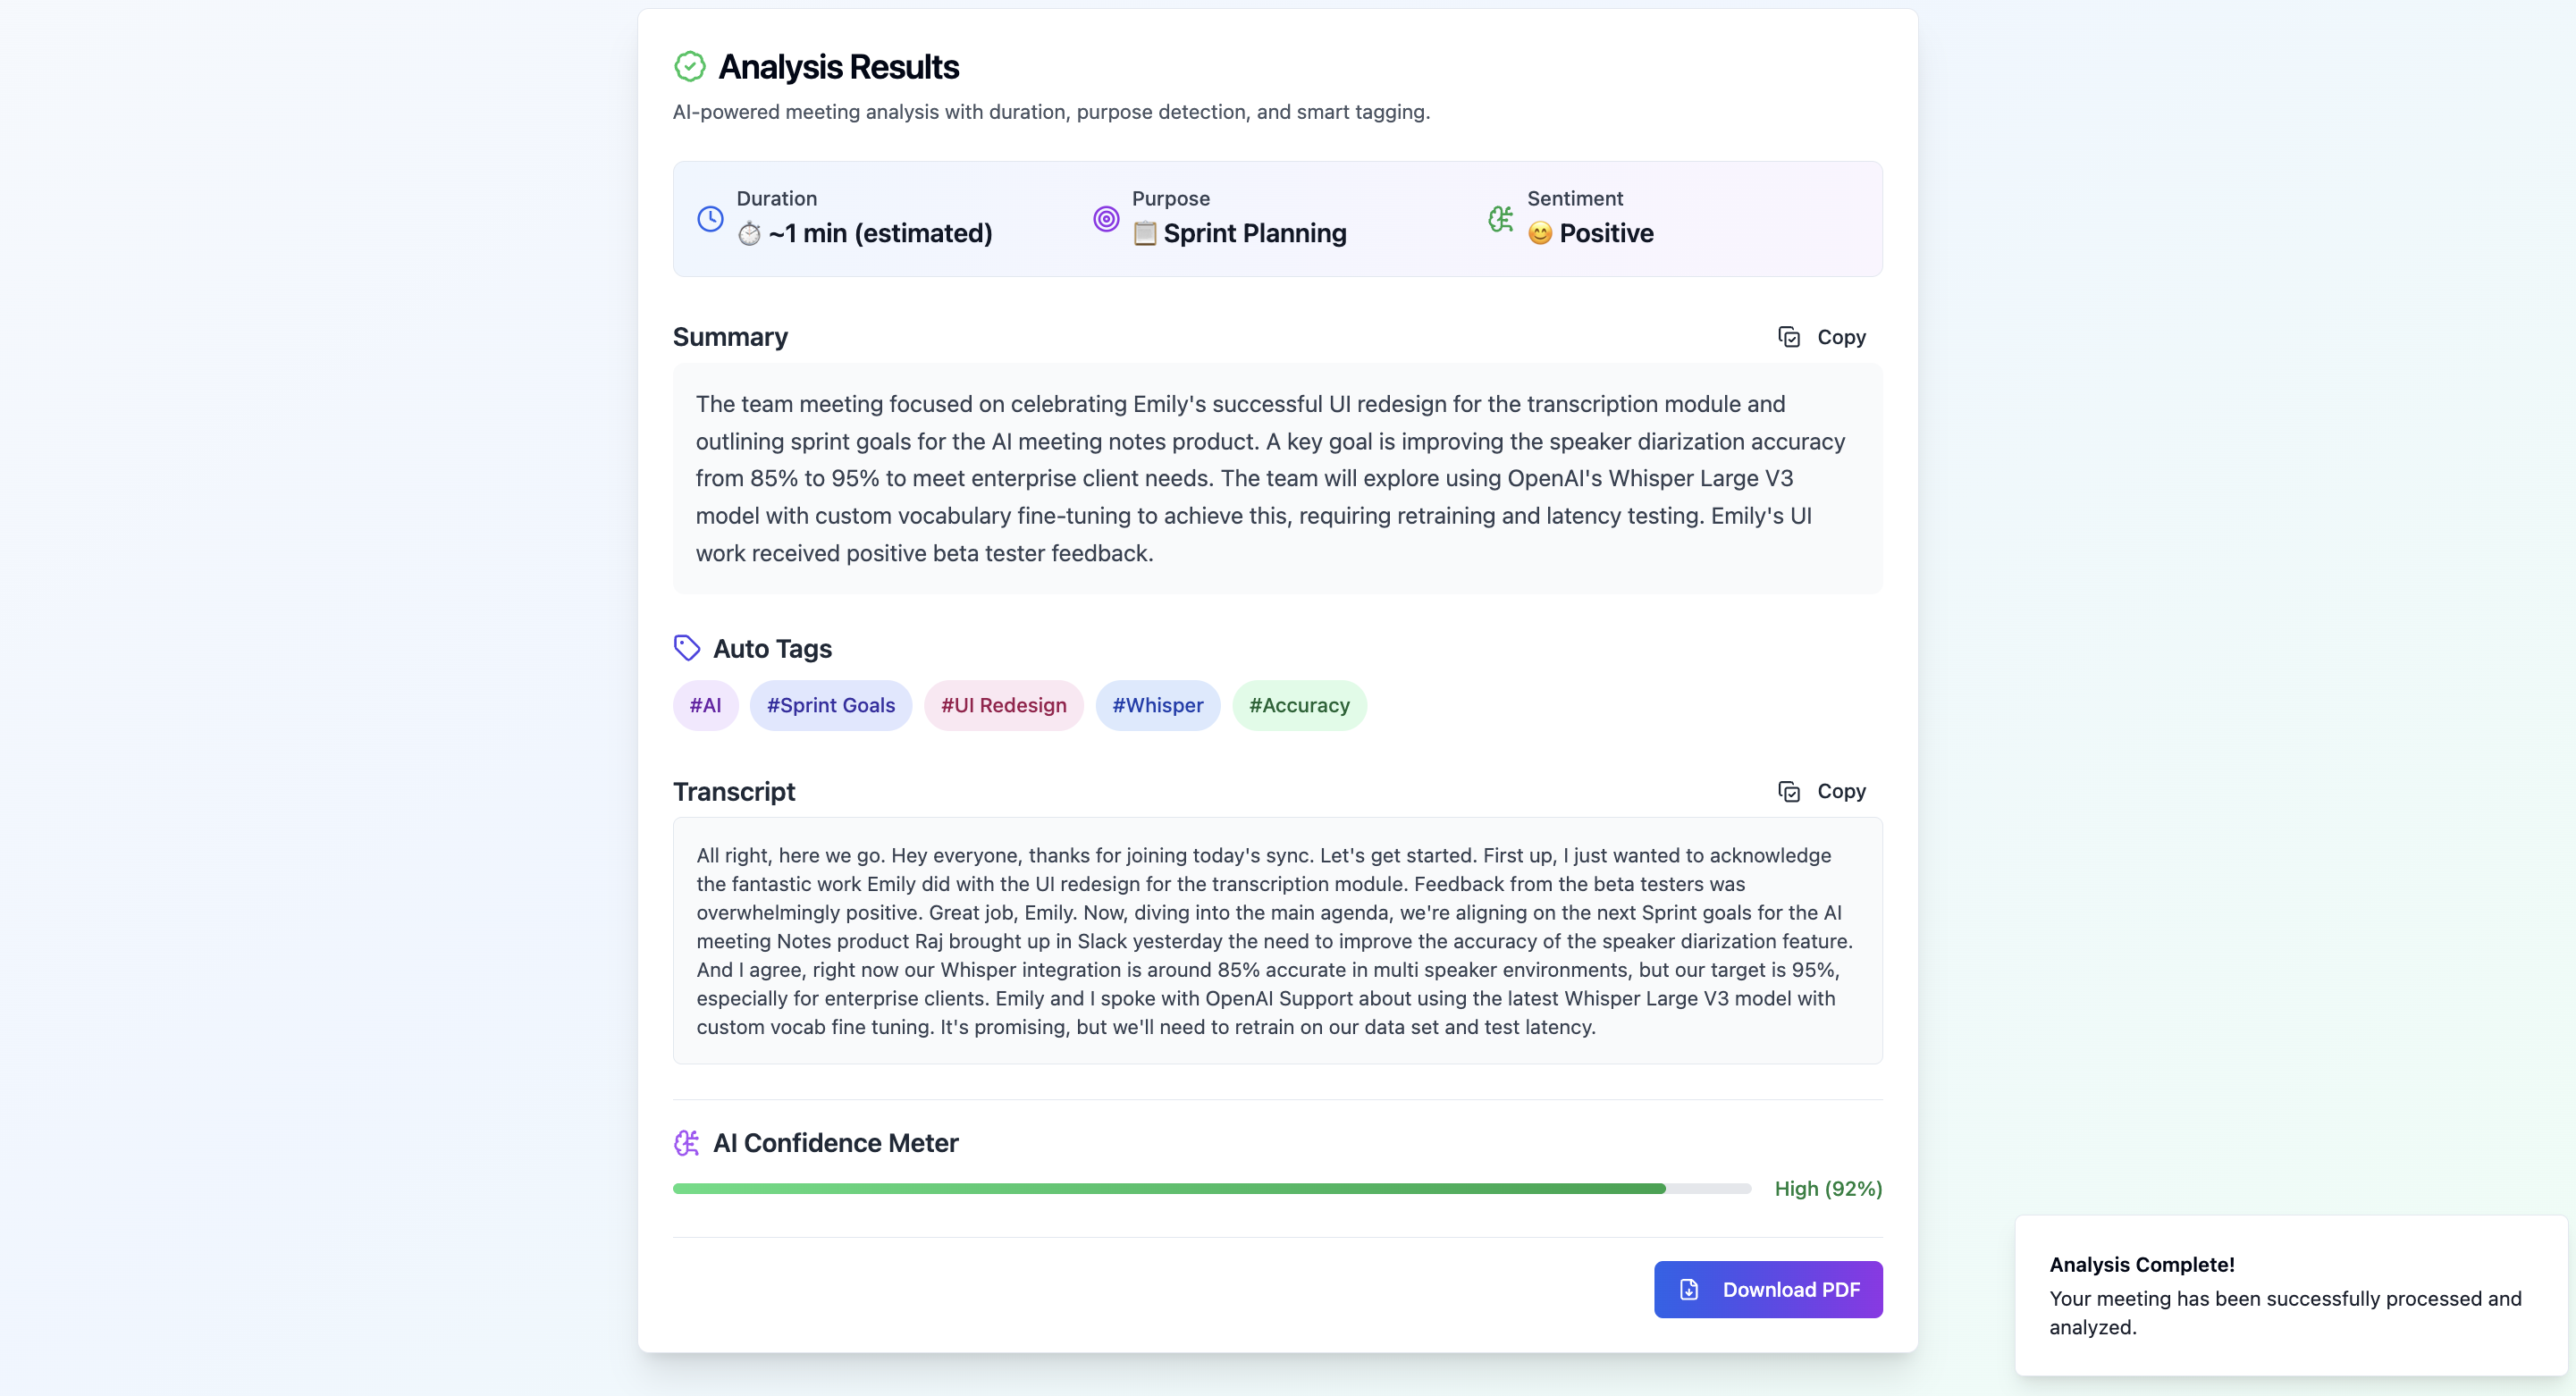 Analysis Results
AI-powered meeting analysis with duration, purpose detection, and smart tagging.
Duration
⏱️ ~1 min (estimated)
Purpose
📋 Sprint Planning
Sentiment
😊 Positive
Summary
Copy
The team meeting focused on celebrating Emily's successful UI redesign for the transcription module and
outlining sprint goals for the AI meeting notes product. A key goal is improving the speaker diarization accuracy
from 85% to 95% to meet enterprise client needs. The team will explore using OpenAI's Whisper Large V3
model with custom vocabulary fine-tuning to achieve this, requiring retraining and latency testing. Emily's UI
work received positive beta tester feedback.
Auto Tags
#AI #Sprint Goals #UI Redesign #Whisper #Accuracy
Transcript
Copy
All right, here we go. Hey everyone, thanks for joining today's sync. Let's get started. First up, I just wanted to acknowledge
the fantastic work Emily did with the UI redesign for the transcription module. Feedback from the beta testers was
overwhelmingly positive. Great job, Emily. Now, diving into the main agenda, we're aligning on the next Sprint goals for the AI
meeting Notes product Raj brought up in Slack yesterday the need to improve the accuracy of the speaker diarization feature.
And I agree, right now our Whisper integration is around 85% accurate in multi speaker environments, but our target is 95%,
especially for enterprise clients. Emily and I spoke with OpenAI Support about using the latest Whisper Large V3 model with
custom vocab fine tuning. It's promising, but we'll need to retrain on our data set and test latency.
AI Confidence Meter
High (92%)
Download PDF
Analysis Complete!
Your meeting has been successfully processed and
analyzed.